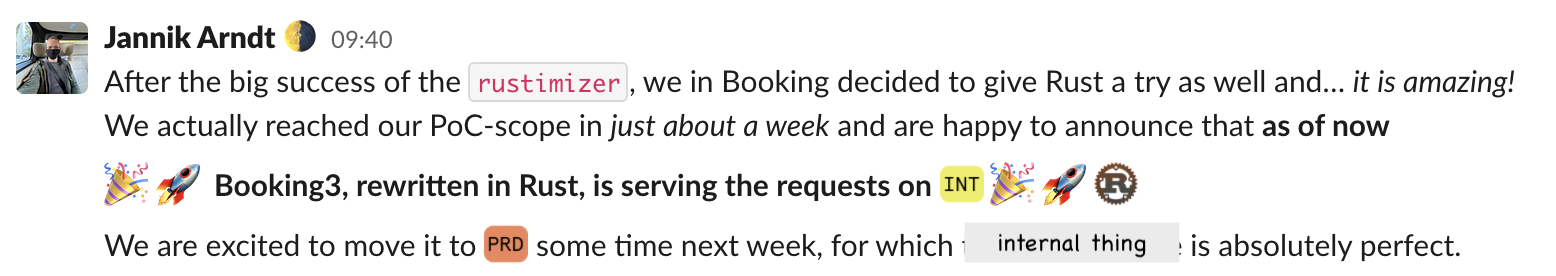 Jannik Arndt 🌗 09:40
After the big success of the rustimizer, we in Booking decided to give Rust a try as well and... it is amazing!
We actually reached our PoC-scope in just about a week and are happy to announce that as of now
🎉🚀 Booking3, rewritten in Rust, is serving the requests on INT 🎉🚀 R
We are excited to move it to PRD some time next week, for which internal thing is absolutely perfect.